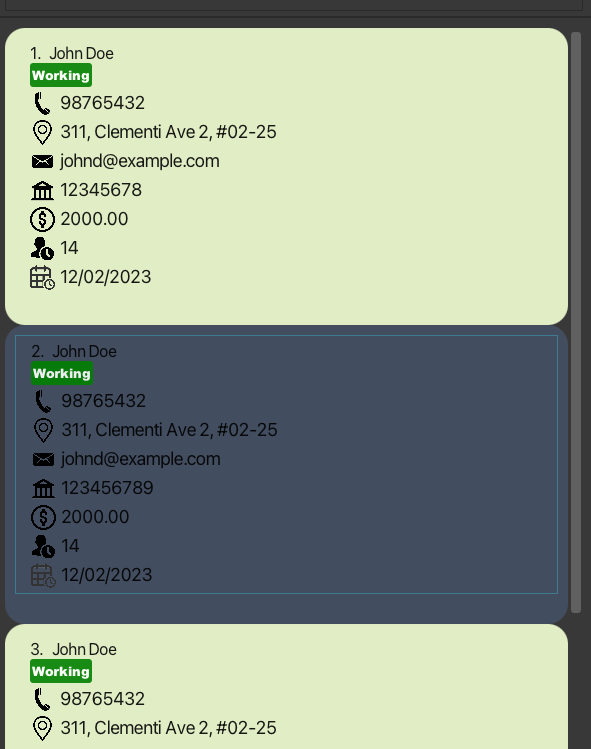 1. John Doe
Working
98765432
311, Clementi Ave 2, #02-25
johnd@example.com
12345678
2000.00
14
12/02/2023
2. John Doe
Working
98765432
311, Clementi Ave 2, #02-25
johnd@example.com
123456789
2000.00
14
12/02/2023
3. John Doe
Working
98765432
311, Clementi Ave 2, #02-25